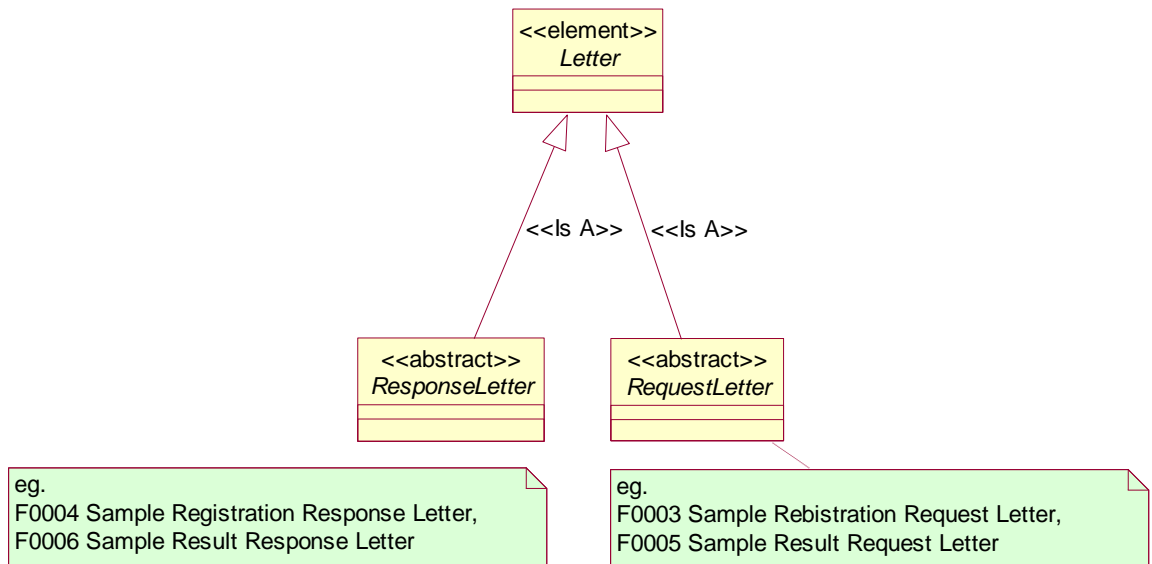 <<element>>
Letter
<<Is A>>
<<Is A>>
<<abstract>>
ResponseLetter
<<abstract>>
RequestLetter
eg.
F0004 Sample Registration Response Letter,
F0006 Sample Result Response Letter
eg.
F0003 Sample Rebistration Request Letter,
F0005 Sample Result Request Letter